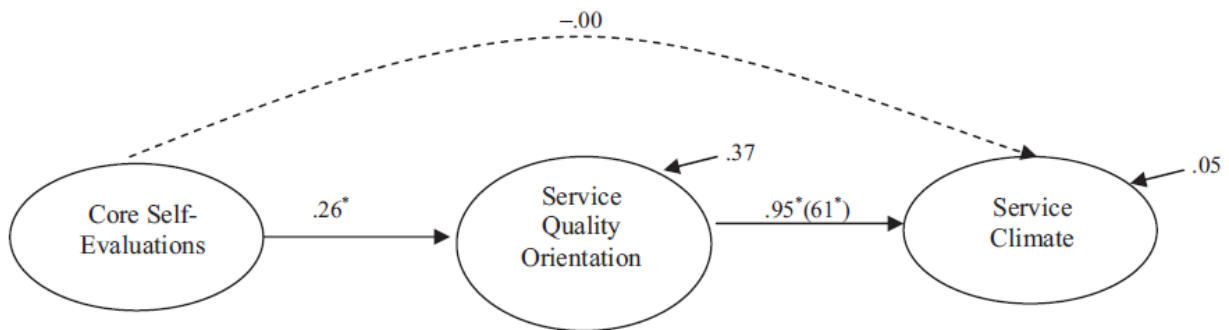 −.00
Core Self-
Evaluations
.26*
Service
Quality
Orientation
.37
.95*(61*)
Service
Climate
.05